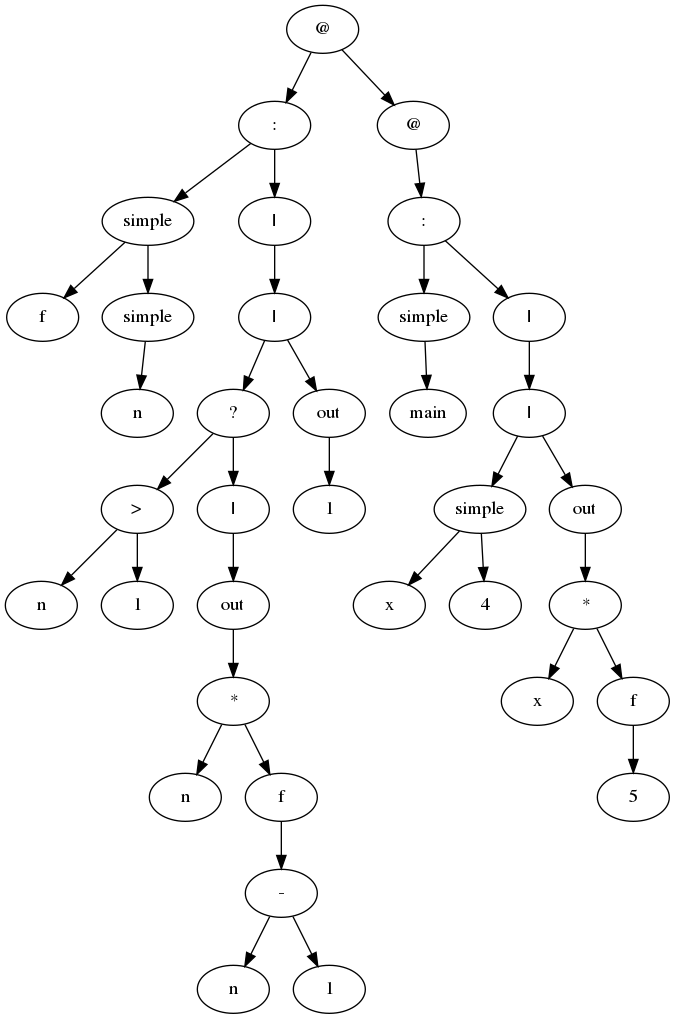 @
: @
simple | :
f simple | simple |
n ? out main |
> | 1 simple out
n 1 out x 4 *
* x f
n f 5
-
n 1